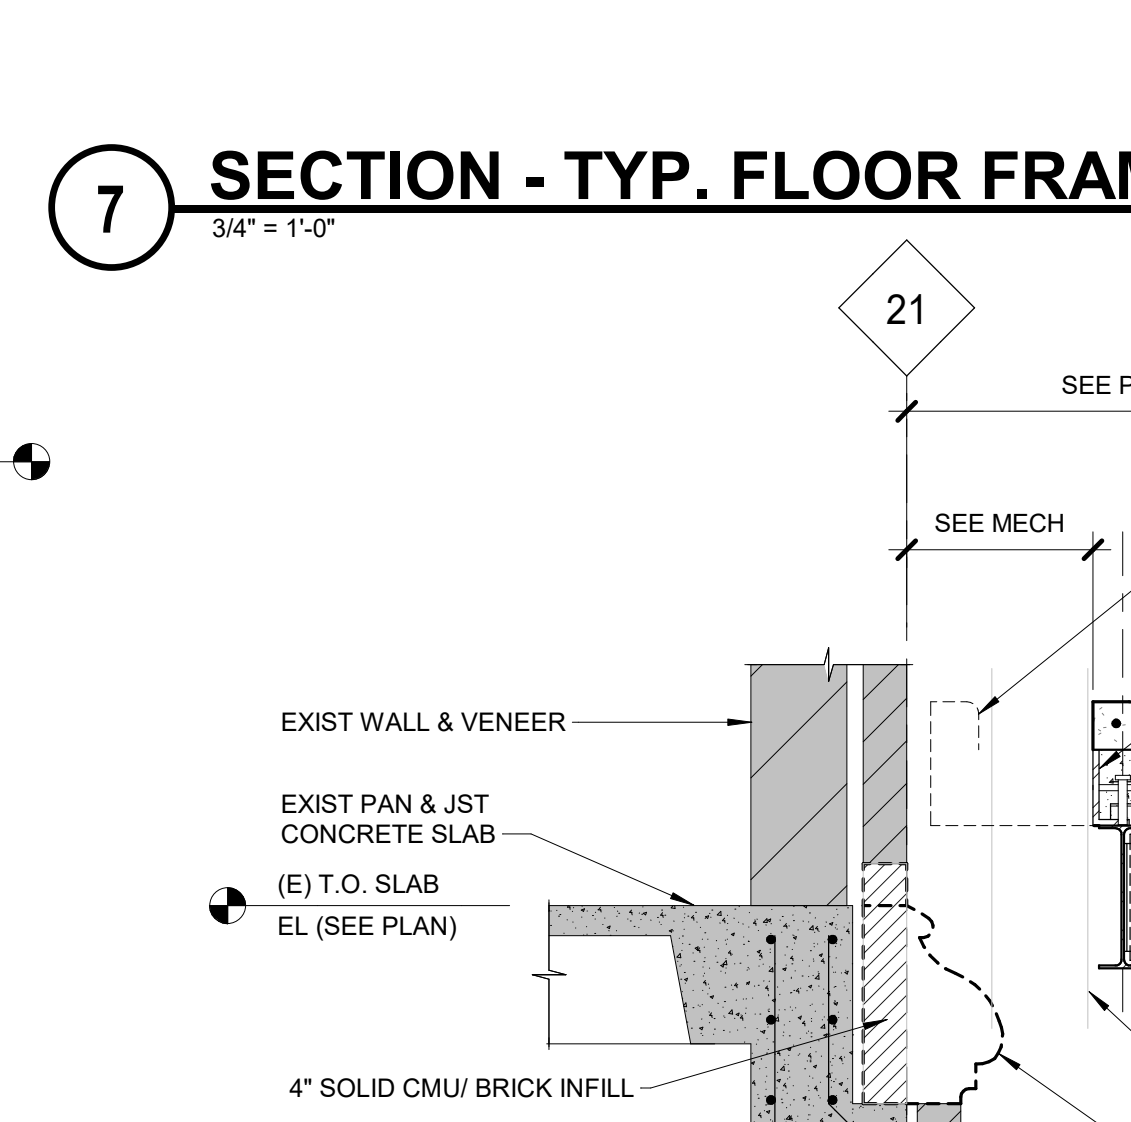 7
SECTION - TYP. FLOOR
3/4" = 1'-0"
21
SEE
SEE MECH
EXIST WALL & VENEER
EXIST PAN & JST
CONCRETE SLAB
(E) T.O. SLAB
EL (SEE PLAN)
4" SOLID CMU/ BRICK INFILL